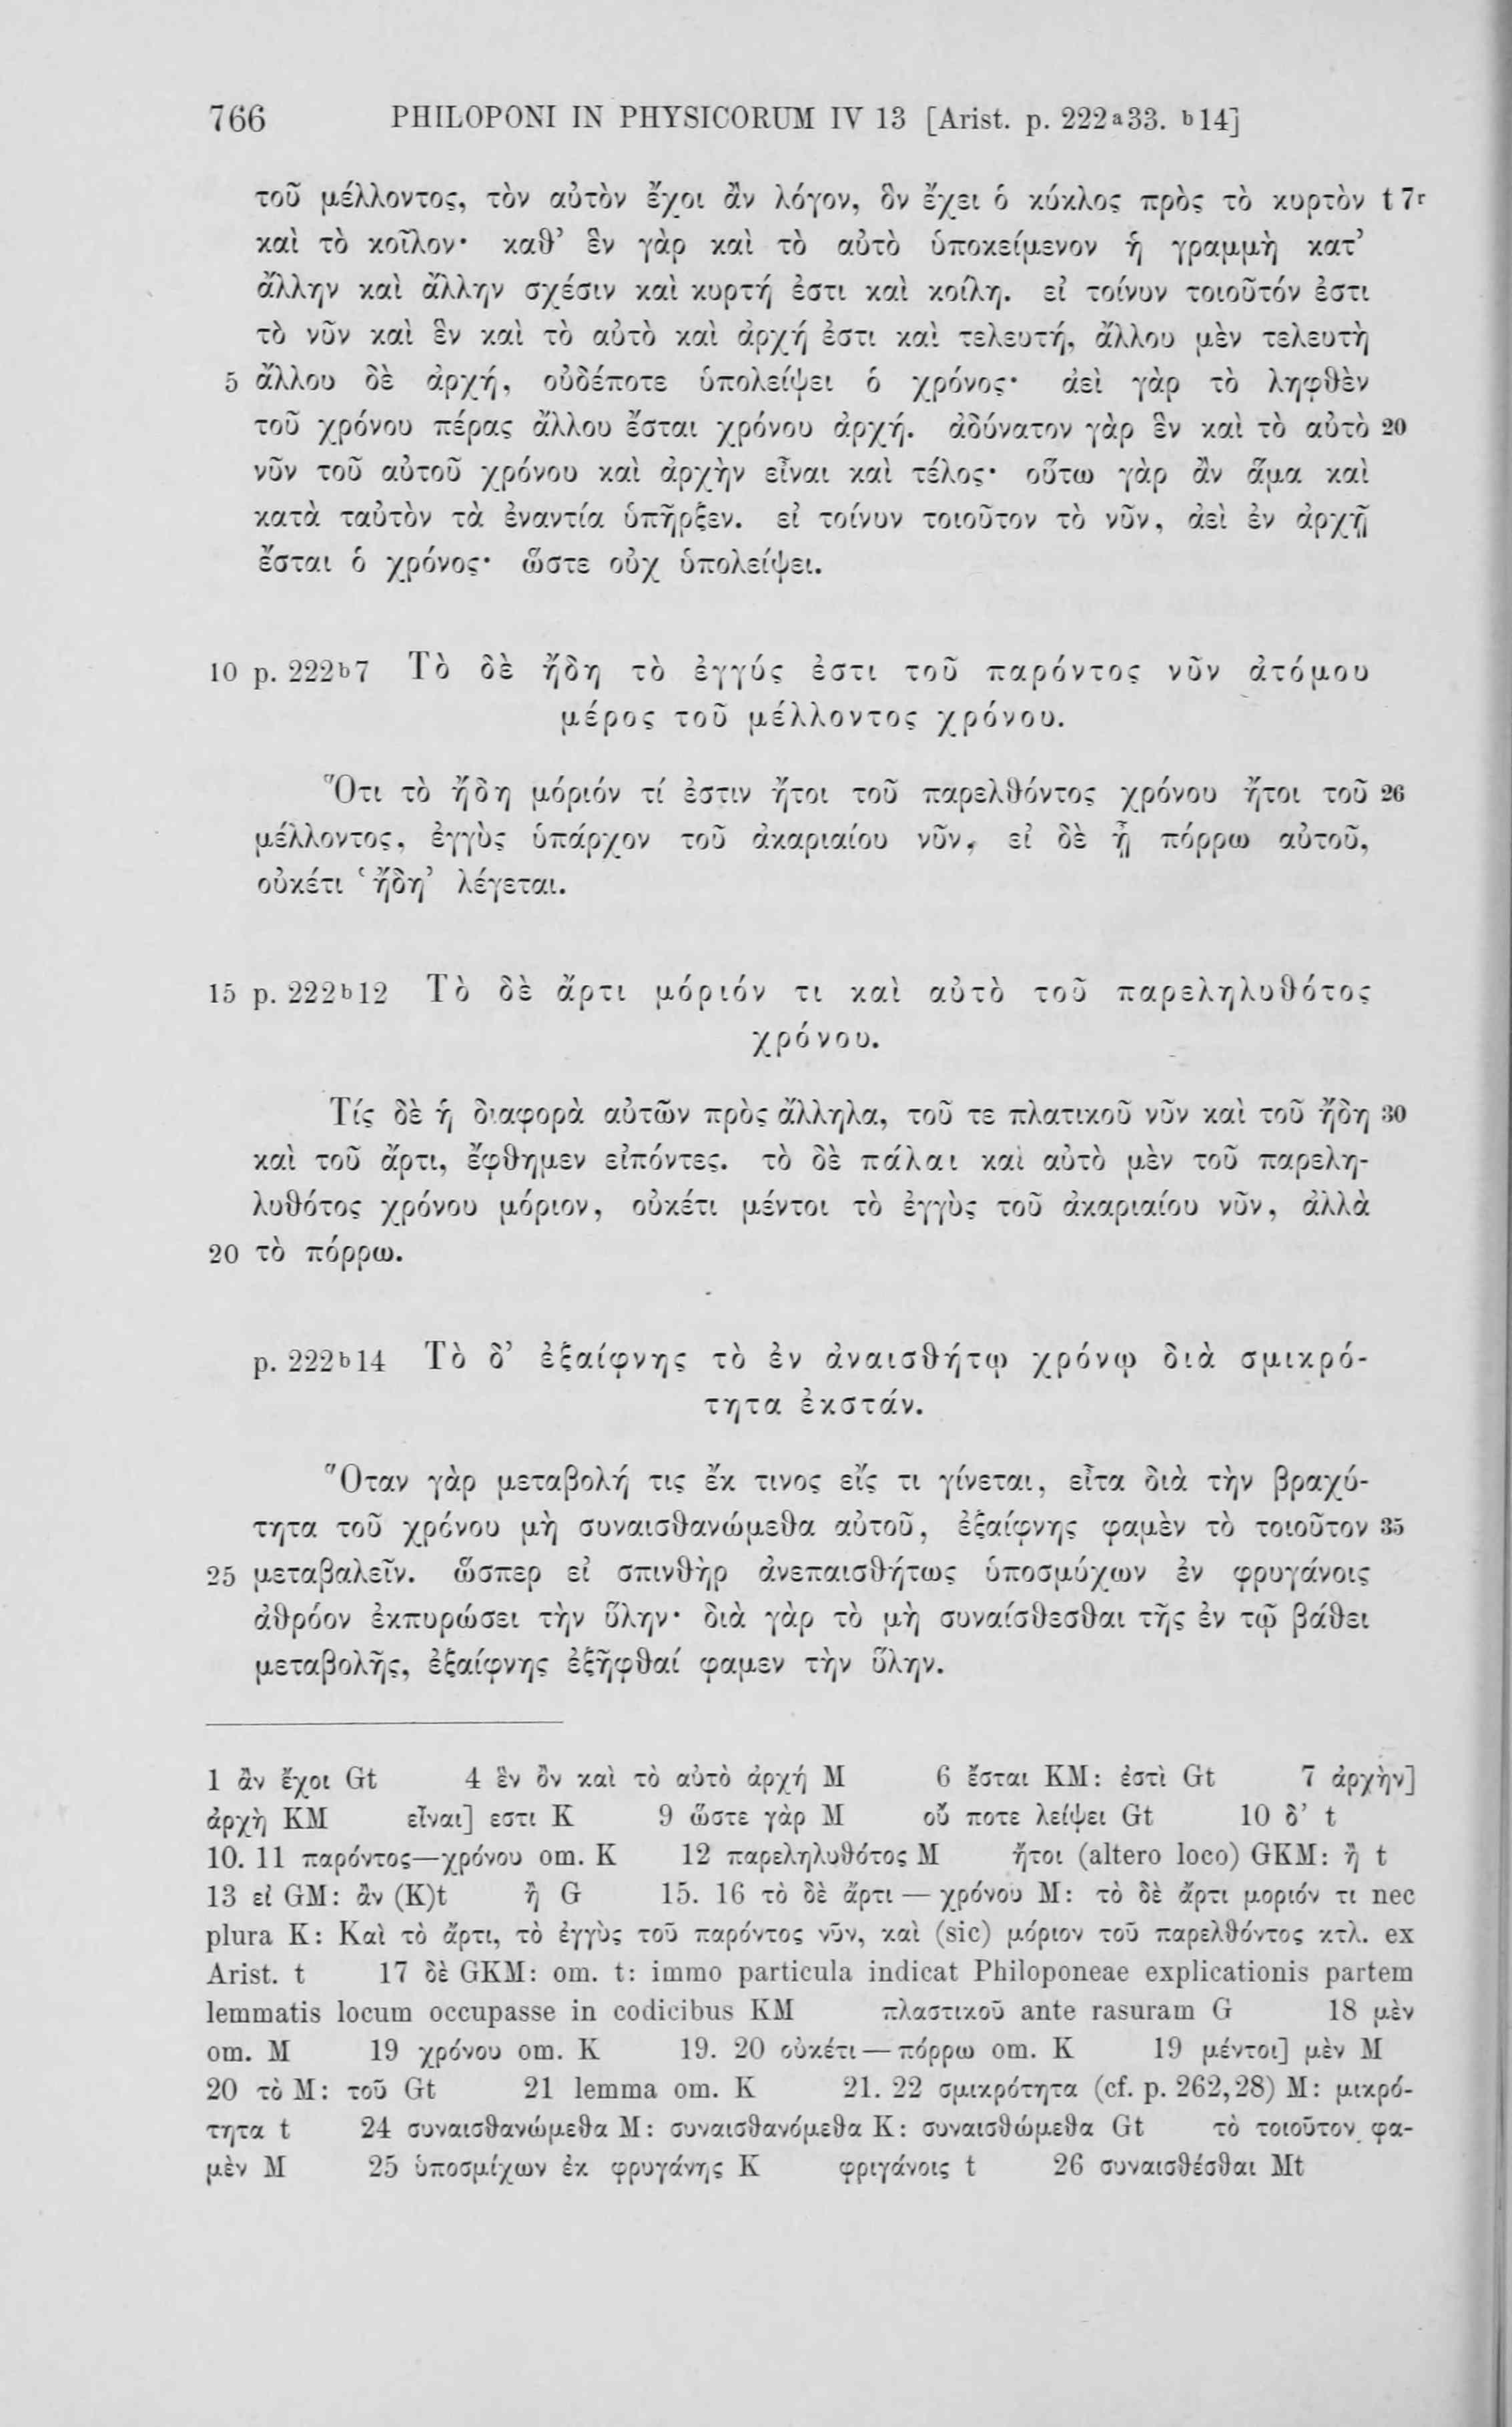 766 PHILOPONI IN PHYSICORUM IV 13 [Arist. p. 222a33. b14]
τοῦ μέλλοντος, τὸν αὐτὸν ἔχοι ἂν λόγον, ὃν ἔχει ὁ κύκλος πρὸς τὸ κυρτὸν t 7r
καὶ τὸ κοῖλον· καθ’ ἓν γὰρ καὶ τὸ αὐτὸ ὑποκείμενον ἡ γραμμὴ κατ’
ἄλλην καὶ ἄλλην σχέσιν καὶ κυρτή ἐστι καὶ κοίλη. εἰ τοίνυν τοιοῦτόν ἐστι
τὸ νῦν καὶ ἓν καὶ τὸ αὐτὸ καὶ ἀρχή ἐστι καὶ τελευτή, ἄλλου μὲν τελευτὴ
5 ἄλλου δὲ ἀρχή, οὐδέποτε ὑπολείψει ὁ χρόνος· ἀεὶ γὰρ τὸ ληφθὲν
τοῦ χρόνου πέρας ἄλλου ἔσται χρόνου ἀρχή. ἀδύνατον γὰρ ἓν καὶ τὸ αὐτὸ 20
νῦν τοῦ αὐτοῦ χρόνου καὶ ἀρχὴν εἶναι καὶ τέλος· οὕτω γὰρ ἂν ἅμα καὶ
κατὰ ταὐτὸν τὰ ἐναντία ὑπῆρξεν. εἰ τοίνυν τοιοῦτον τὸ νῦν, ἀεὶ ἐν ἀρχῇ
ἔσται ὁ χρόνος· ὥστε οὐχ ὑπολείψει.
10 p. 222b7 Τὸ δὲ ἤδη τὸ ἐγγύς ἐστι τοῦ παρόντος νῦν ἀτόμου
μέρος τοῦ μέλλοντος χρόνου.
Ὅτι τὸ ἤδη μόριόν τί ἐστιν ἤτοι τοῦ παρελθόντος χρόνου ἤτοι τοῦ 26
μέλλοντος, ἐγγὺς ὑπάρχον τοῦ ἀκαριαίου νῦν, εἰ δὲ ᾖ πόρρω αὐτοῦ,
οὐκέτι ‘ἤδη’ λέγεται.
15 p. 222b12 Τὸ δὲ ἄρτι μόριόν τι καὶ αὐτὸ τοῦ παρεληλυθότος
χρόνου.
Τίς δὲ ἡ διαφορὰ αὐτῶν πρὸς ἄλληλα, τοῦ τε πλατικοῦ νῦν καὶ τοῦ ἤδη 30
καὶ τοῦ ἄρτι, ἔφθημεν εἰπόντες. τὸ δὲ πάλαι καὶ αὐτὸ μὲν τοῦ παρελη-
λυθότος χρόνου μόριον, οὐκέτι μέντοι τὸ ἐγγὺς τοῦ ἀκαριαίου νῦν, ἀλλὰ
20 τὸ πόρρω.
p. 222b14 Τὸ δ’ ἐξαίφνης τὸ ἐν ἀναισθήτῳ χρόνῳ διὰ σμικρό-
τητα ἐκστάν.
Ὅταν γὰρ μεταβολή τις ἔκ τινος εἴς τι γίνεται, εἶτα διὰ τὴν βραχύ-
τητα τοῦ χρόνου μὴ συναισθανώμεθα αὐτοῦ, ἐξαίφνης φαμὲν τὸ τοιοῦτον 35
25 μεταβαλεῖν. ὥσπερ εἰ σπινθὴρ ἀνεπαισθήτως ὑποσμύχων ἐν φρυγάνοις
ἀθρόον ἐκπυρώσει τὴν ὕλην· διὰ γὰρ τὸ μὴ συναίσθεσθαι τῆς ἐν τῷ βάθει
μεταβολῆς, ἐξαίφνης ἐξῆφθαί φαμεν τὴν ὕλην.
1 ἂν ἔχοι Gt 4 ἓν ὂν καὶ τὸ αὐτὸ ἀρχή M 6 ἔσται KM: ἐστὶ Gt 7 ἀρχὴν]
ἀρχὴ KM εἶναι] εστι K 9 ὥστε γὰρ M οὔ ποτε λείψει Gt 10 δ’ t
10. 11 παρόντος—χρόνου om. K 12 παρεληλυθότος M ἤτοι (altero loco) GKM: ἢ t
13 εἰ GM: ἂν (K)t ἢ G 15. 16 τὸ δὲ ἄρτι — χρόνου M: τὸ δὲ ἄρτι μοριόν τι nec
plura K: Καὶ τὸ ἄρτι, τὸ ἐγγὺς τοῦ παρόντος νῦν, καὶ (sic) μόριον τοῦ παρελθόντος κτλ. ex
Arist. t 17 δὲ GKM: om. t: immo particula indicat Philoponeae explicationis partem
lemmatis locum occupasse in codicibus KM πλαστικοῦ ante rasuram G 18 μὲν
om. M 19 χρόνου om. K 19. 20 οὐκέτι — πόρρω om. K 19 μέντοι] μὲν M
20 τὸ M: τοῦ Gt 21 lemma om. K 21. 22 σμικρότητα (cf. p. 262,28) M: μικρό-
τητα t 24 συναισθανώμεθα M: συναισθανόμεθα K: συναισθώμεθα Gt τὸ τοιοῦτον φα-
μὲν M 25 ὑποσμίχων ἐκ φρυγάνης K φριγάνοις t 26 συναισθέσθαι Mt